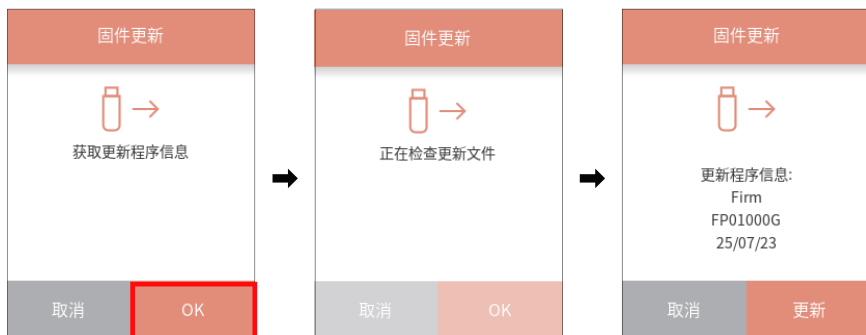 固件更新
获取更新程序信息
取消
OK
固件更新
正在检查更新文件
取消
OK
固件更新
更新程序信息:
Firm
FP01000G
25/07/23
取消
更新